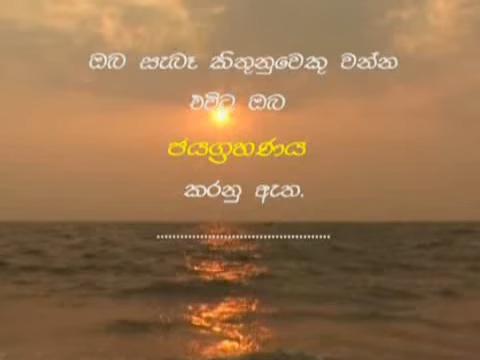 ඔබ සැබෑ කිතුනුවෙකු වන්න
එවිට ඔබ
ජයග්‍රහණය
කරනු ඇත.
............................................